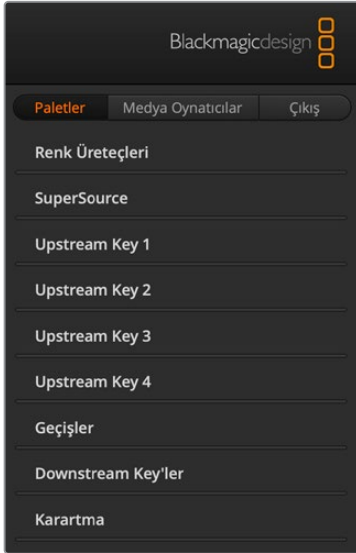 Blackmagicdesign
Paletler Medya Oynatıcılar Çıkış
Renk Üreteçleri
SuperSource
Upstream Key 1
Upstream Key 2
Upstream Key 3
Upstream Key 4
Geçişler
Downstream Key'ler
Karartma